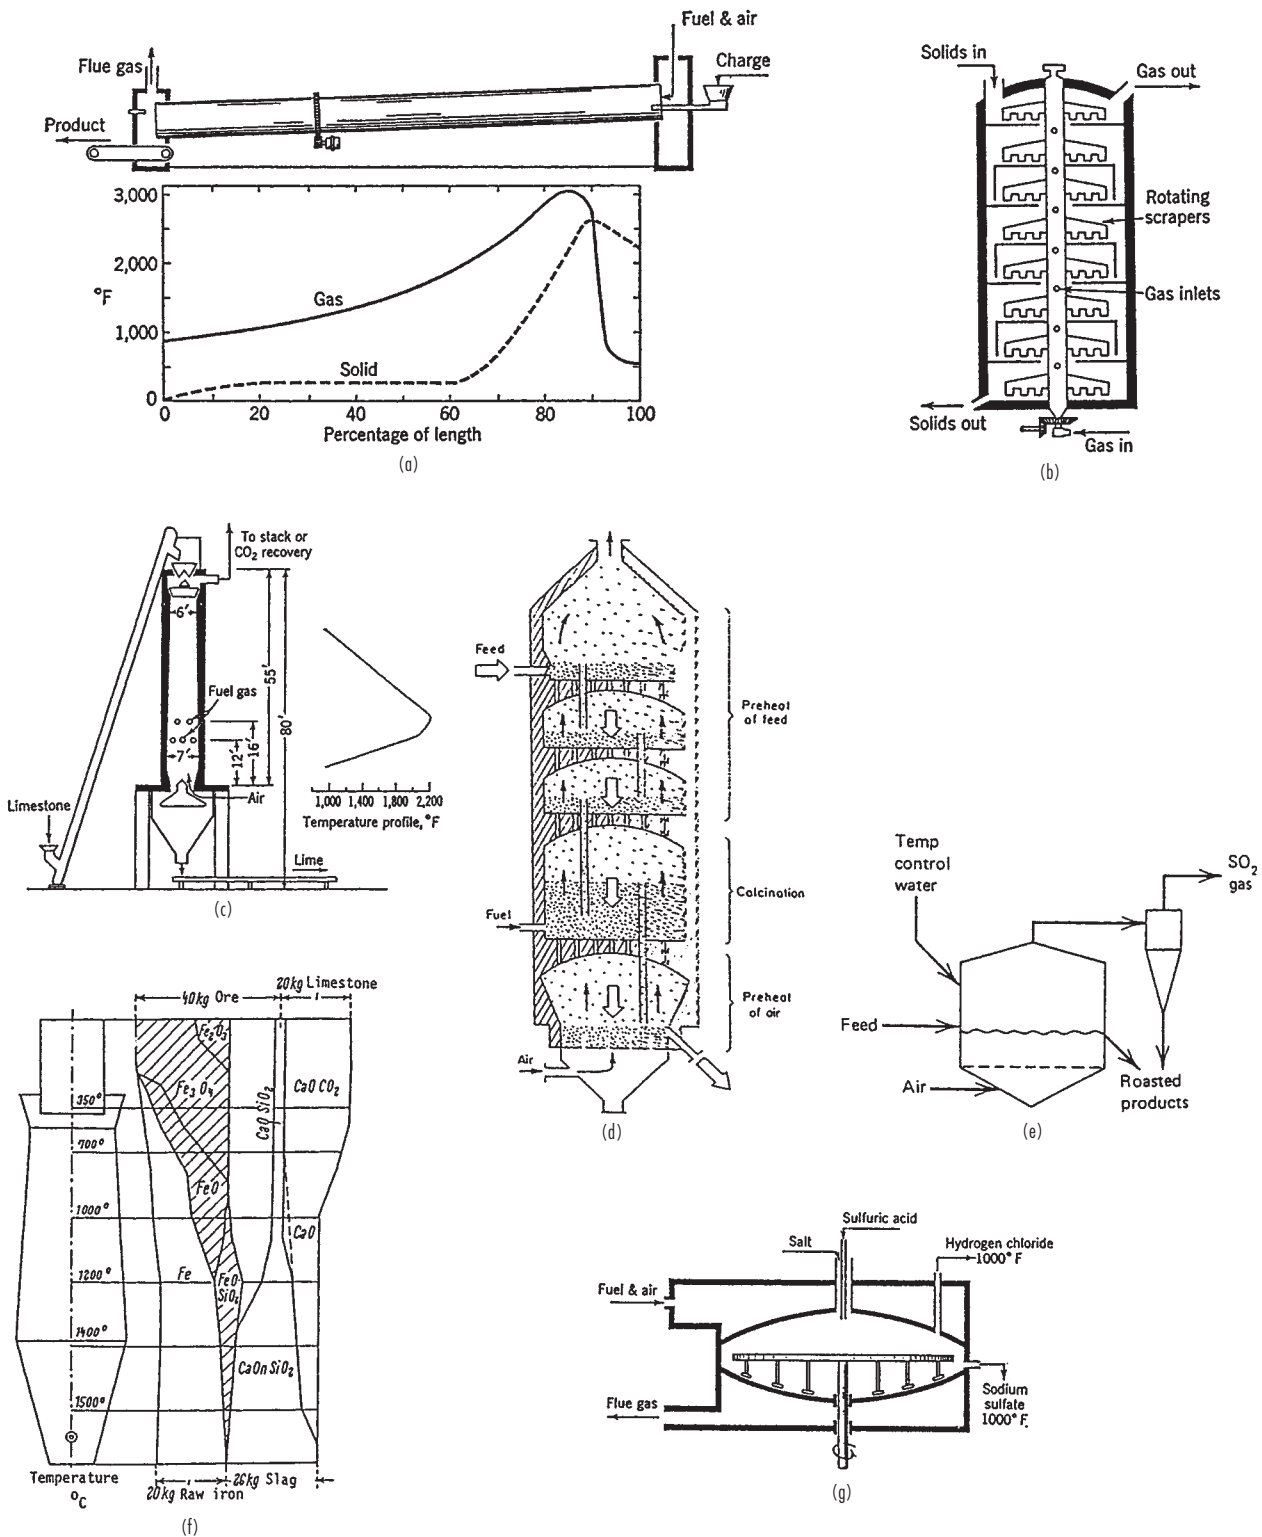 Fuel & air
Flue gas
Charge
Product
3,000
2,000
°F
Gas
1,000
Solid
0
0 20 40 60 80 100
Percentage of length
(a)
Solids in
Gas out
Rotating
scrapers
Gas inlets
Solids out
Gas in
(b)
To stack or
CO2 recovery
6'
55'
80'
Fuel gas
16'
12'
7'
Air
Limestone
Lime
1,000 1,400 1,800 2,200
Temperature profile, °F
(c)
Feed
Preheat
of feed
Calcination
Fuel
Preheat
of air
Air
(d)
Temp
control
water
SO2
gas
Feed
Air
Roasted
products
(e)
20kg Limestone
40kg Ore
Fe2O3
Fe3O4
CaO SiO2
CaO CO2
350°
700°
FeO
1000°
CaO
Fe
1200°
FeO
SiO2
1400°
CaOn SiO2
1500°
Temperature
°C
20kg Raw iron
26kg Slag
(f)
Sulfuric acid
Salt
Hydrogen chloride
1000° F
Fuel & air
Flue gas
Sodium
sulfate
1000° F.
(g)